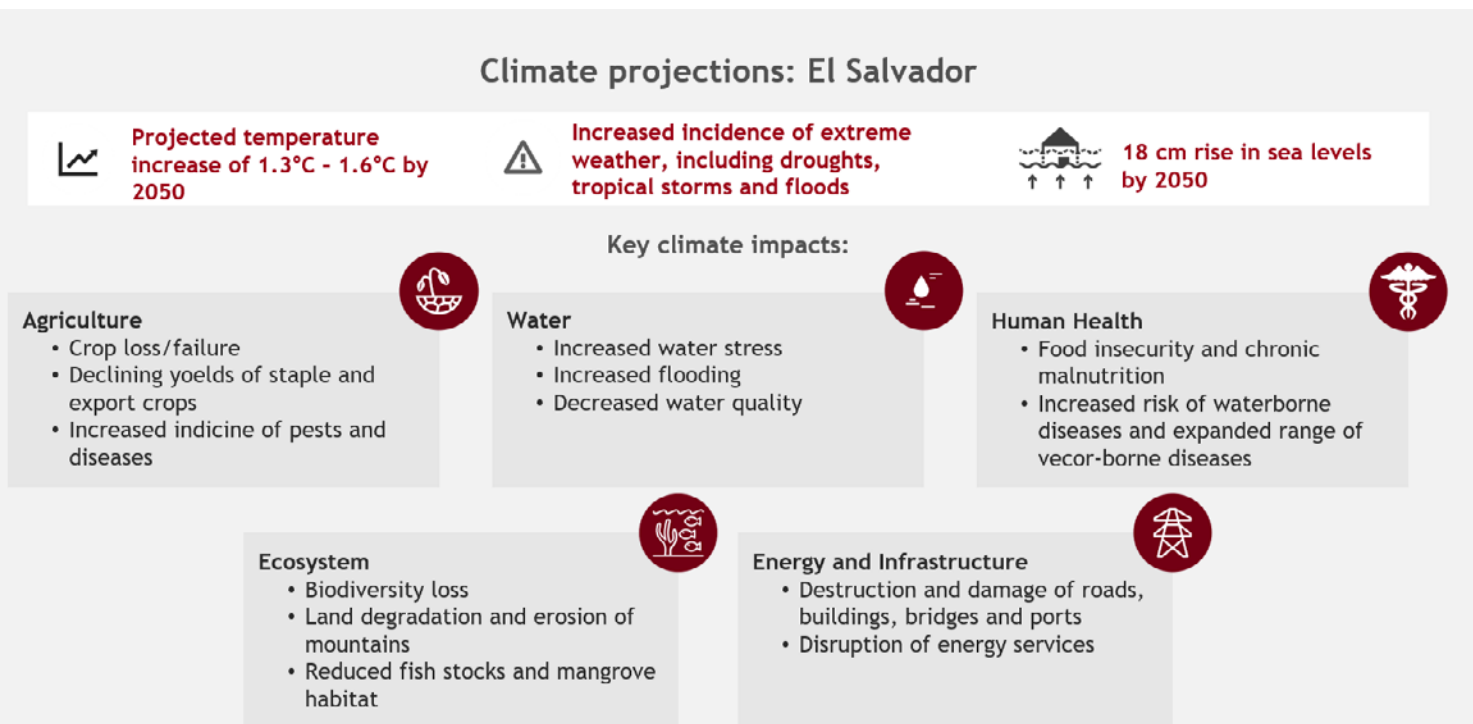 Climate projections: El Salvador
Projected temperature
increase of 1.3°C - 1.6°C by
2050
Increased incidence of extreme
weather, including droughts,
tropical storms and floods
18 cm rise in sea levels
by 2050
Key climate impacts:
Agriculture
• Crop loss/failure
• Declining yoelds of staple and
export crops
• Increased indicine of pests and
diseases
Water
• Increased water stress
• Increased flooding
• Decreased water quality
Human Health
• Food insecurity and chronic
malnutrition
• Increased risk of waterborne
diseases and expanded range of
vecor-borne diseases
Ecosystem
• Biodiversity loss
• Land degradation and erosion of
mountains
• Reduced fish stocks and mangrove
habitat
Energy and Infrastructure
• Destruction and damage of roads,
buildings, bridges and ports
• Disruption of energy services